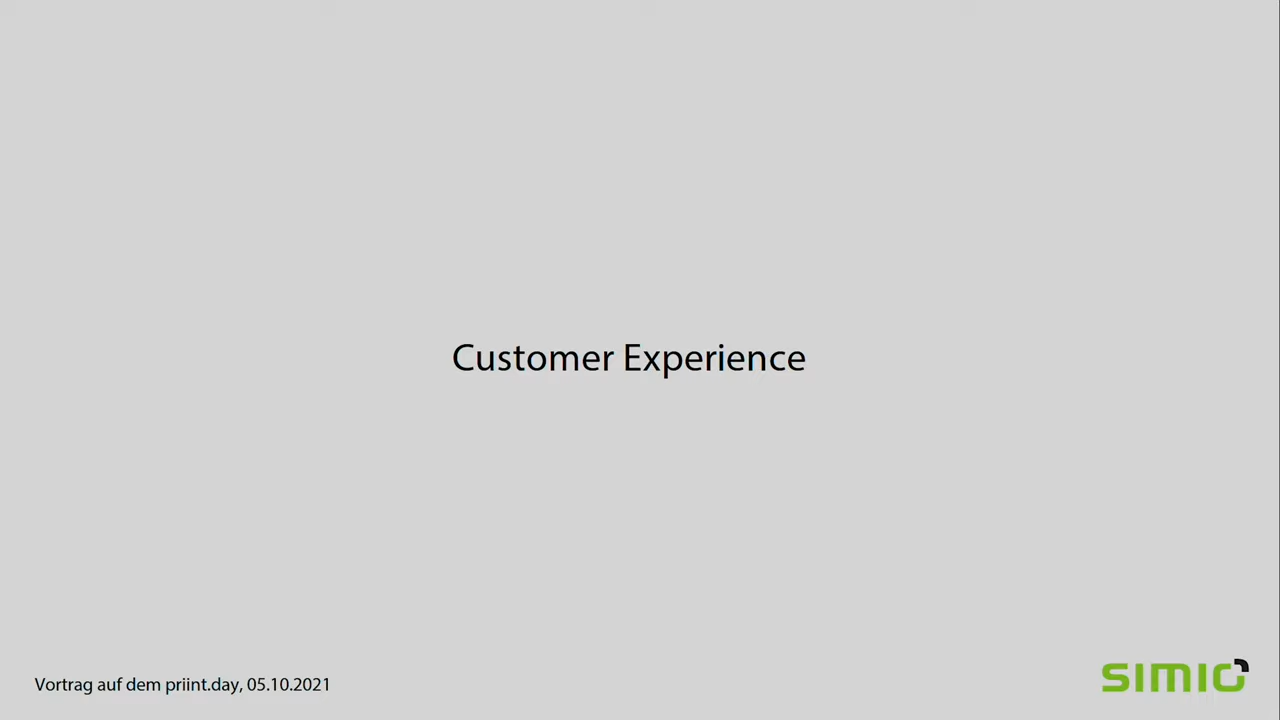 Customer Experience
Vortrag auf dem priint.day, 05.10.2021
SIMIO